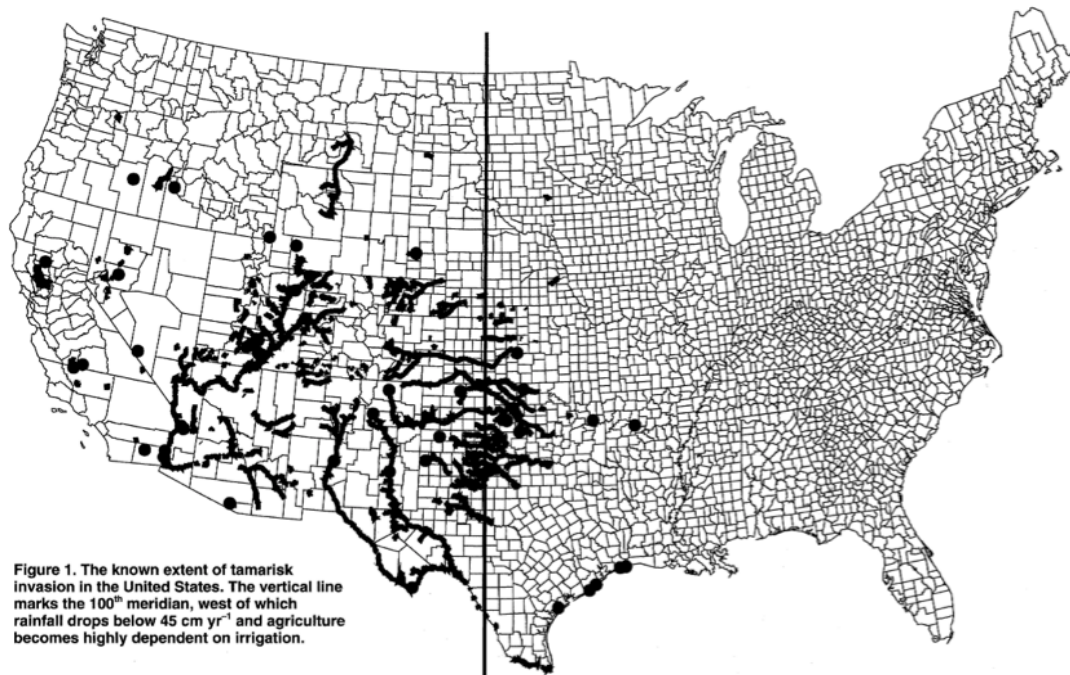 Figure 1. The known extent of tamarisk
invasion in the United States. The vertical line
marks the 100th meridian, west of which
rainfall drops below 45 cm yr⁻¹ and agriculture
becomes highly dependent on irrigation.